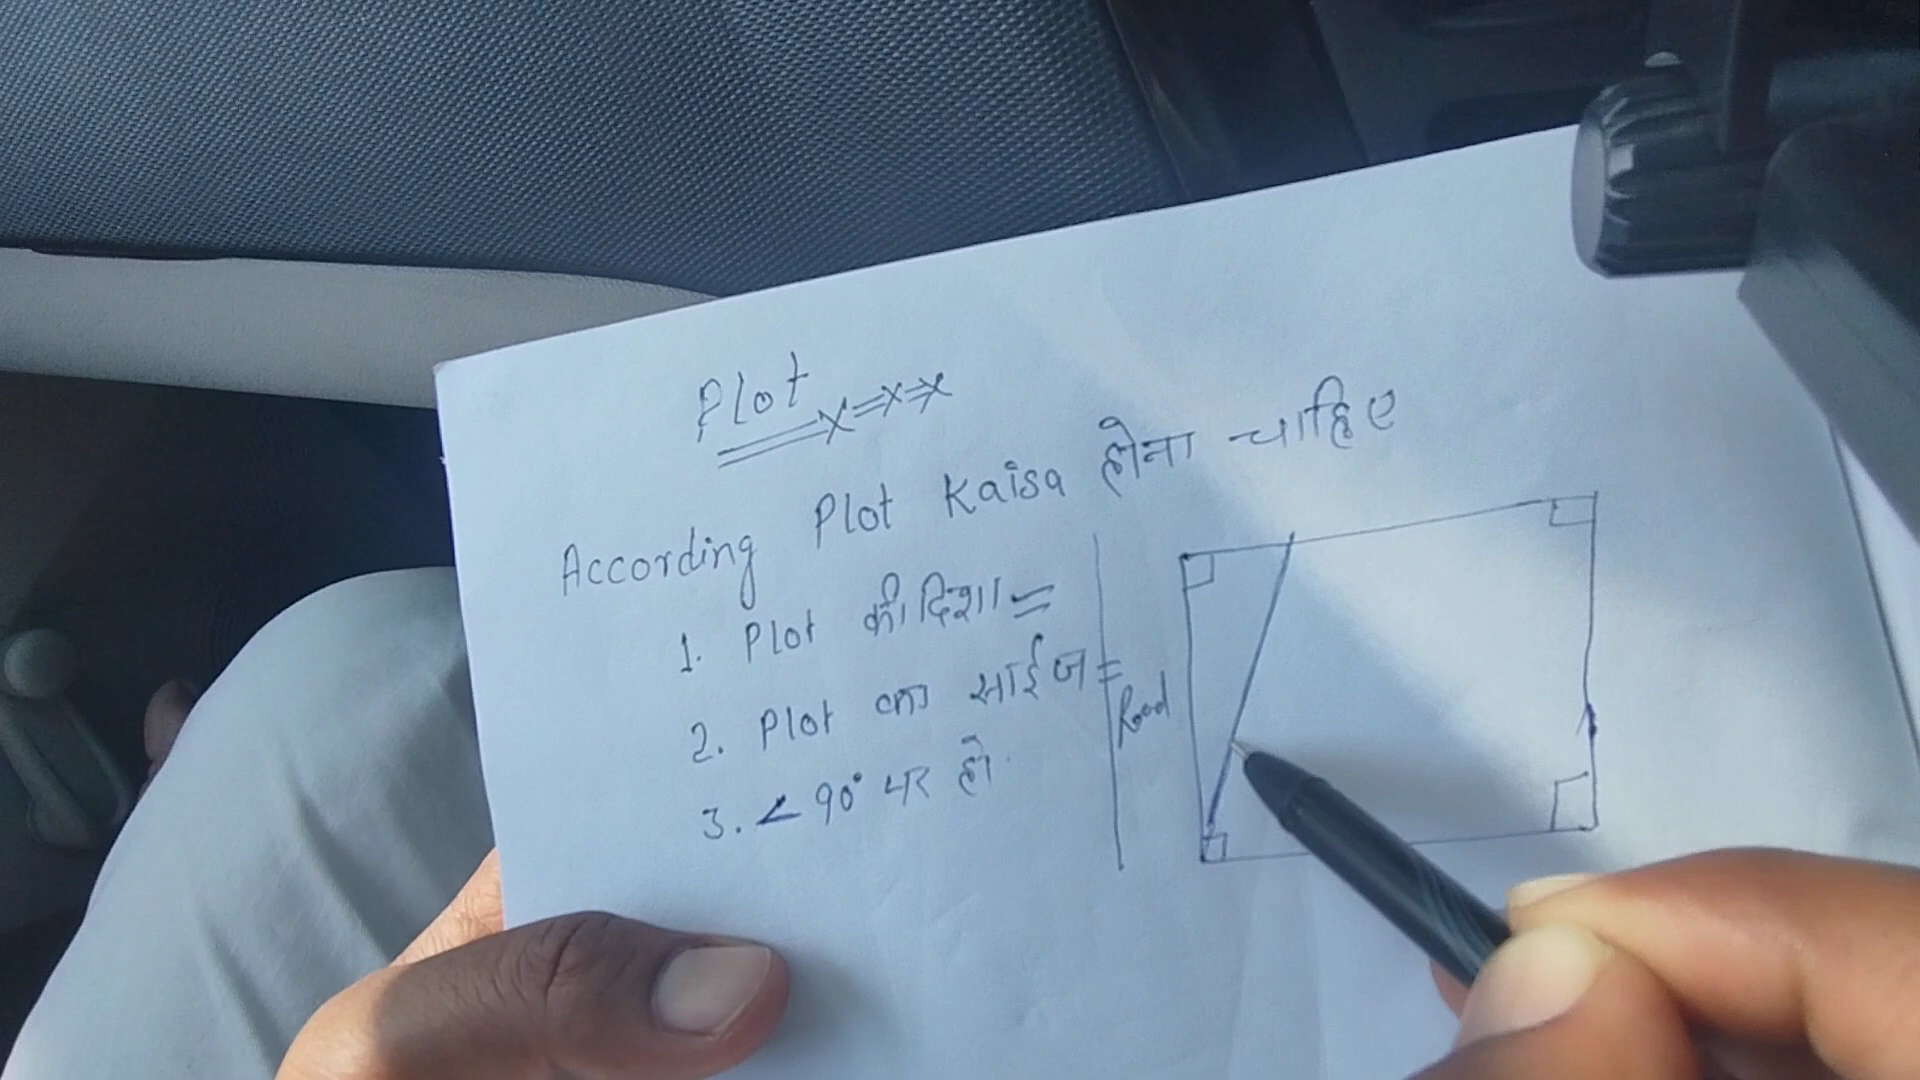 Plot
According Plot Kaisa होना चाहिए
1. Plot की दिशा =
2. Plot का साईज =
3. ∠ 90° पर हो.
Road